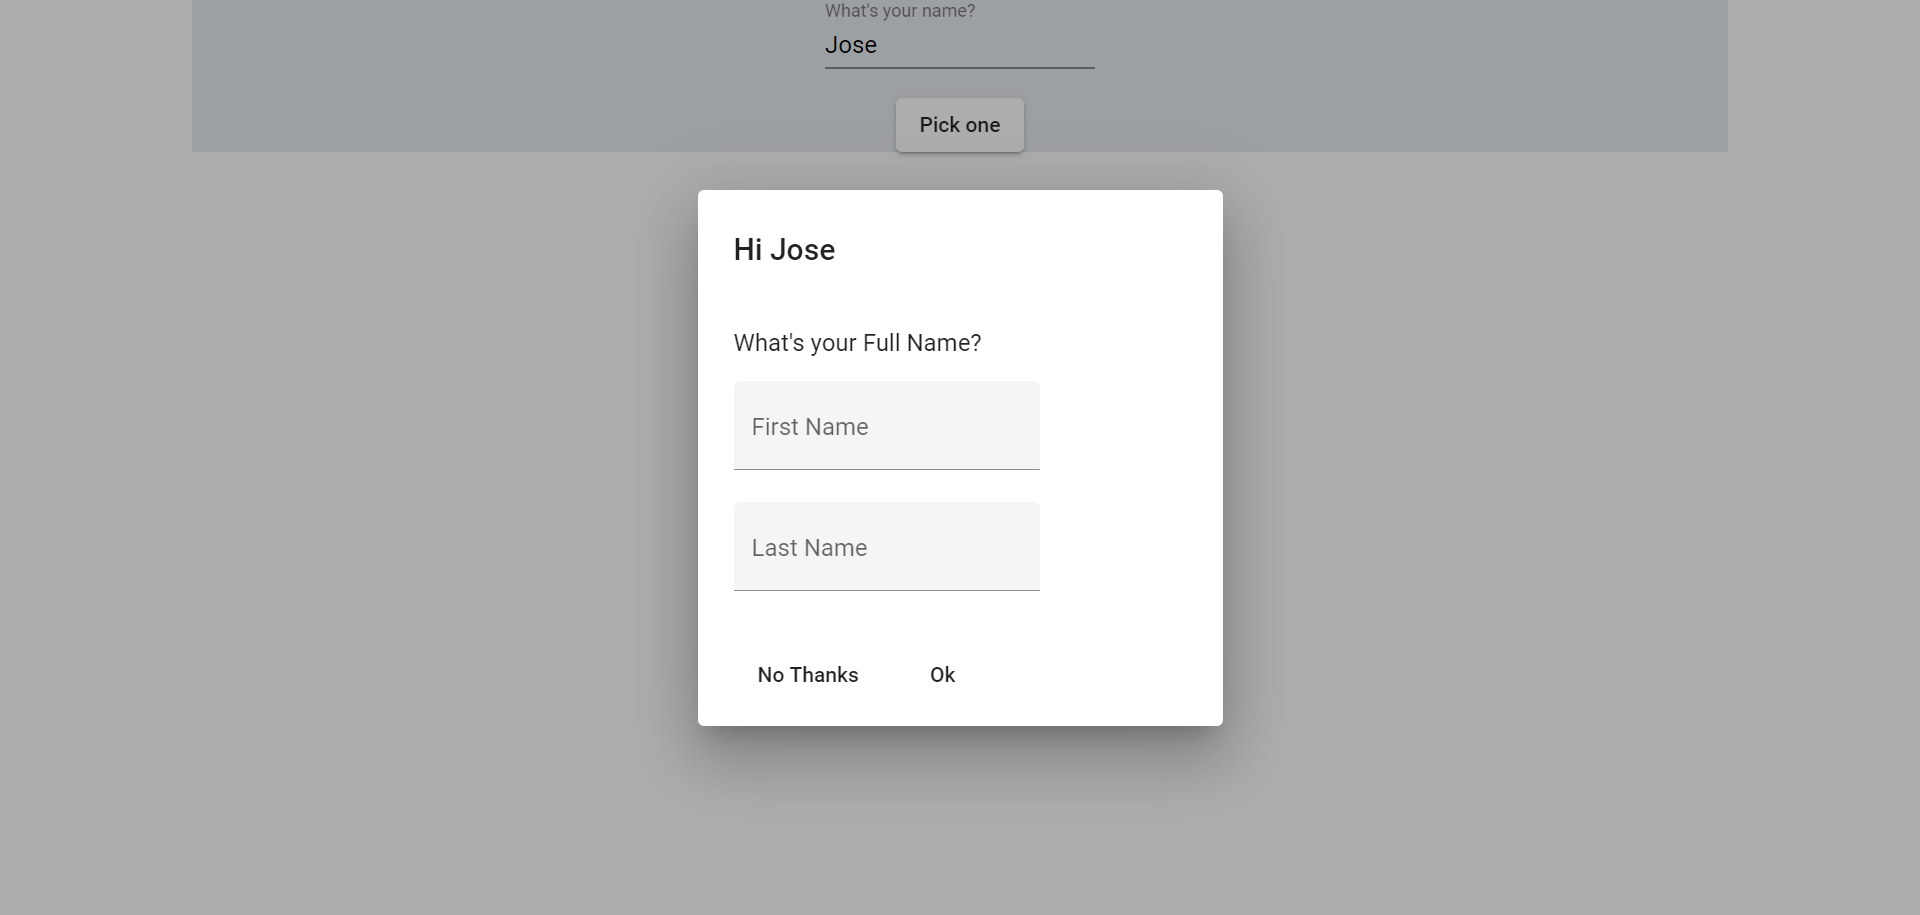 What's your name?
Jose
Pick one
Hi Jose
What's your Full Name?
First Name
Last Name
No Thanks Ok